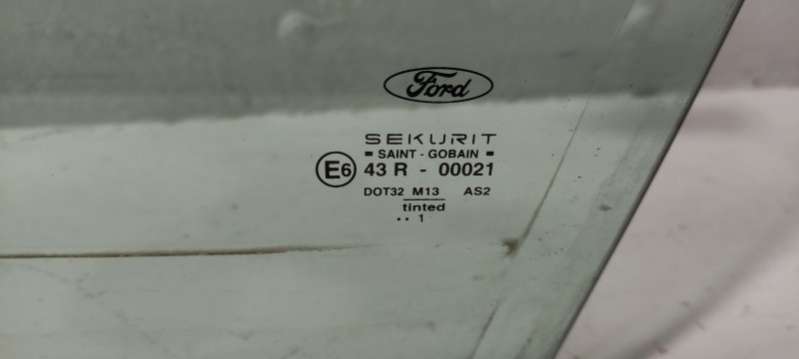 Ford
SEKURIT
SAINT - GOBAIN
E6 43 R - 00021
DOT32 M13 AS2
tinted
.. 1